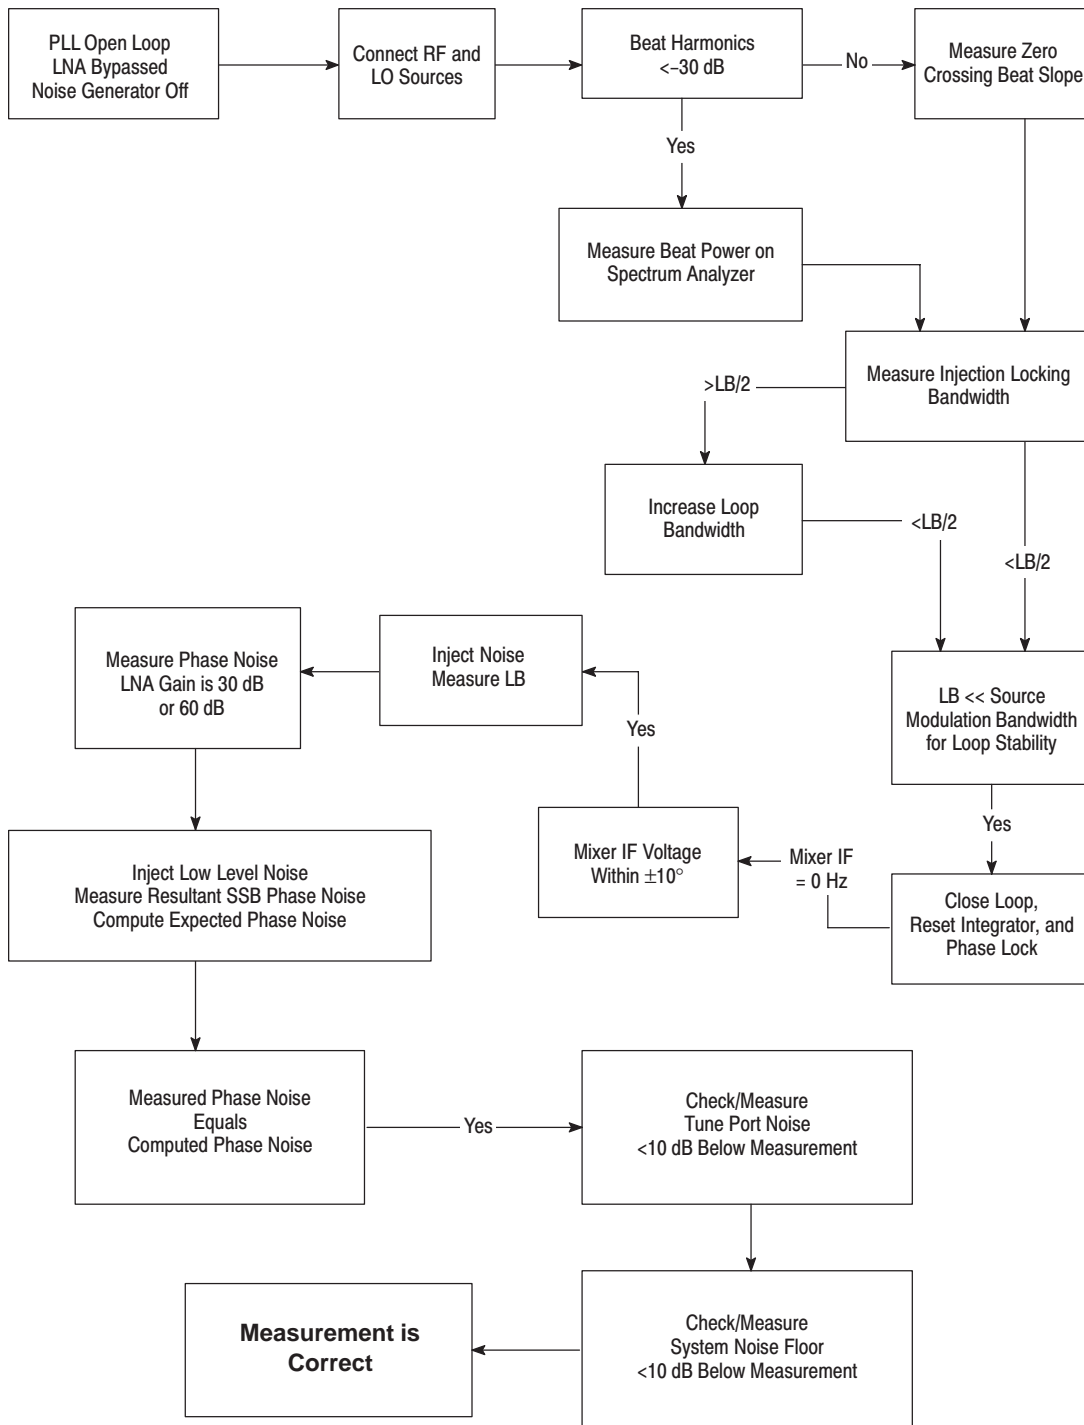 PLL Open Loop
LNA Bypassed
Noise Generator Off
Connect RF and
LO Sources
Beat Harmonics
<–30 dB
No
Measure Zero
Crossing Beat Slope
Yes
Measure Beat Power on
Spectrum Analyzer
Measure Injection Locking
Bandwidth
>LB/2
Increase Loop
Bandwidth
<LB/2
<LB/2
LB << Source
Modulation Bandwidth
for Loop Stability
Yes
Close Loop,
Reset Integrator, and
Phase Lock
Mixer IF
= 0 Hz
Mixer IF Voltage
Within ±10°
Yes
Inject Noise
Measure LB
Measure Phase Noise
LNA Gain is 30 dB
or 60 dB
Inject Low Level Noise
Measure Resultant SSB Phase Noise
Compute Expected Phase Noise
Measured Phase Noise
Equals
Computed Phase Noise
Yes
Check/Measure
Tune Port Noise
<10 dB Below Measurement
Check/Measure
System Noise Floor
<10 dB Below Measurement
Measurement is
Correct